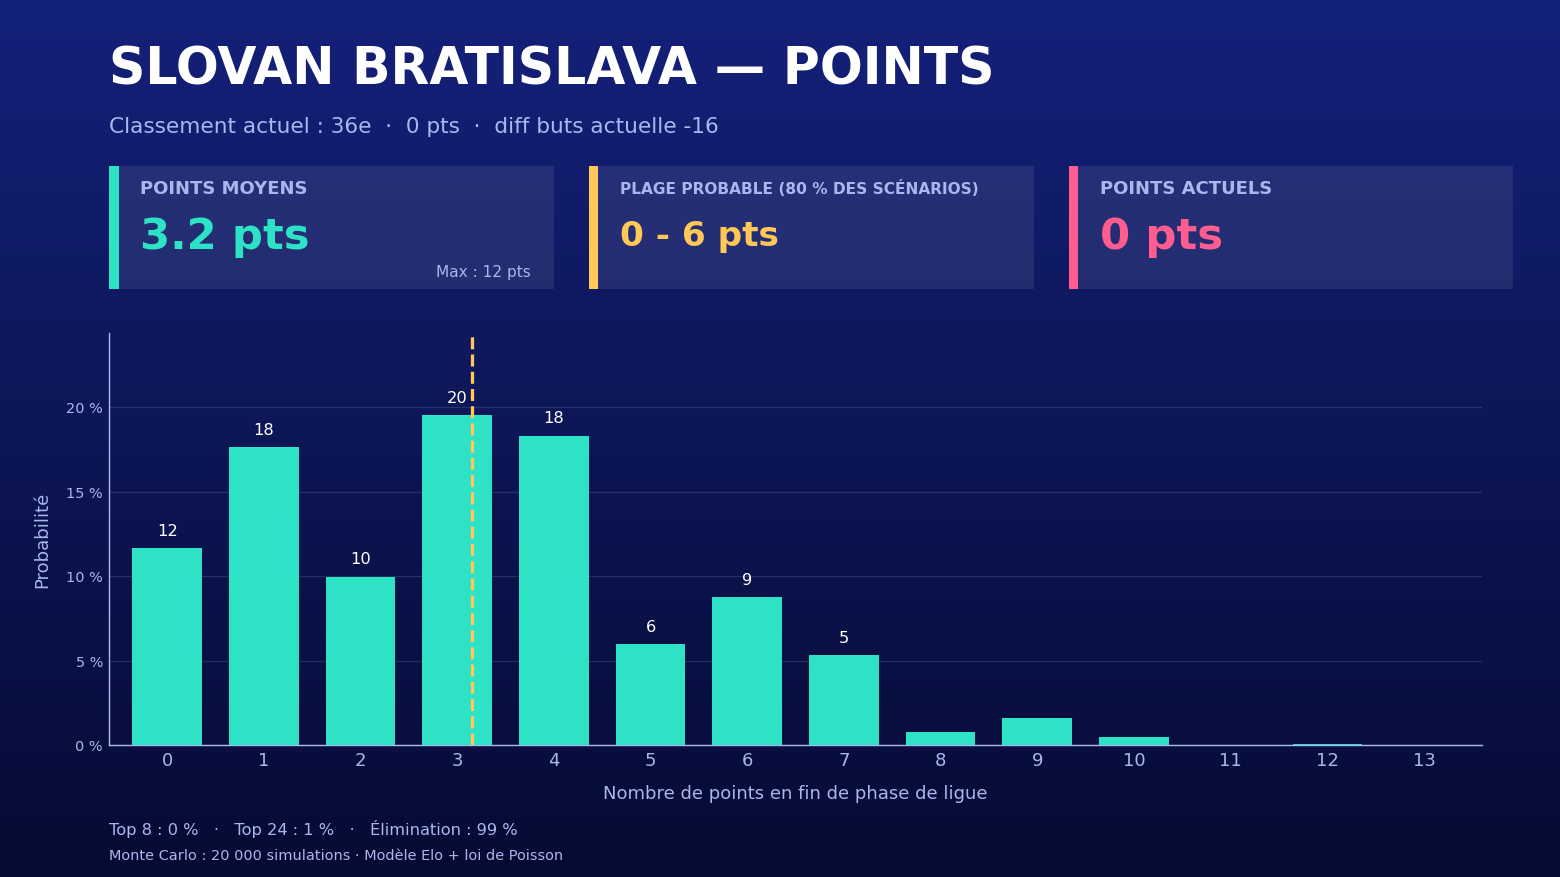 SLOVAN BRATISLAVA — POINTS
Classement actuel : 36e · 0 pts · diff buts actuelle -16
POINTS MOYENS
3.2 pts
Max : 12 pts
PLAGE PROBABLE (80 % DES SCÉNARIOS)
0 - 6 pts
POINTS ACTUELS
0 pts
Probabilité
20 %
15 %
10 %
5 %
0 %
12
18
10
20
18
6
9
5
0 1 2 3 4 5 6 7 8 9 10 11 12 13
Nombre de points en fin de phase de ligue
Top 8 : 0 % · Top 24 : 1 % · Élimination : 99 %
Monte Carlo : 20 000 simulations · Modèle Elo + loi de Poisson